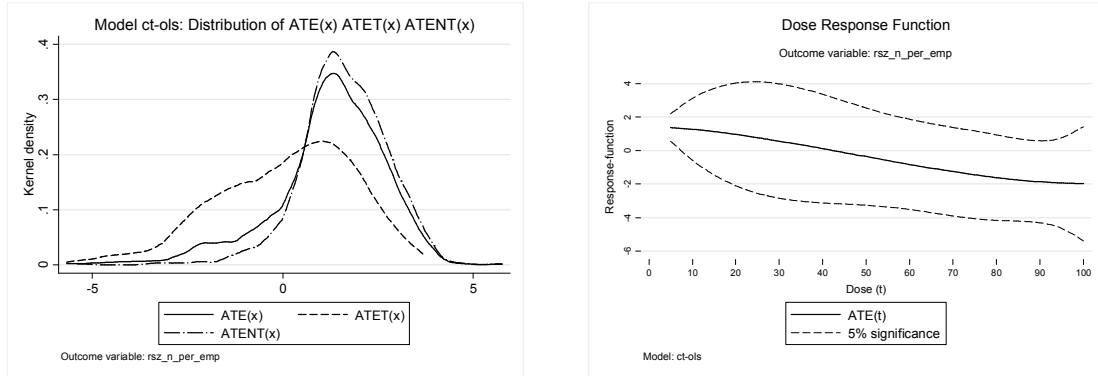 Model ct-ols: Distribution of ATE(x) ATET(x) ATENT(x)
Kernel density
.4
.3
.2
.1
0
-5 0 5
ATE(x) ATET(x)
ATENT(x)
Outcome variable: rsz_n_per_emp
Dose Response Function
Outcome variable: rsz_n_per_emp
Response-function
4
2
0
-2
-4
-6
0 10 20 30 40 50 60 70 80 90 100
Dose (t)
ATE(t)
5% significance
Model: ct-ols